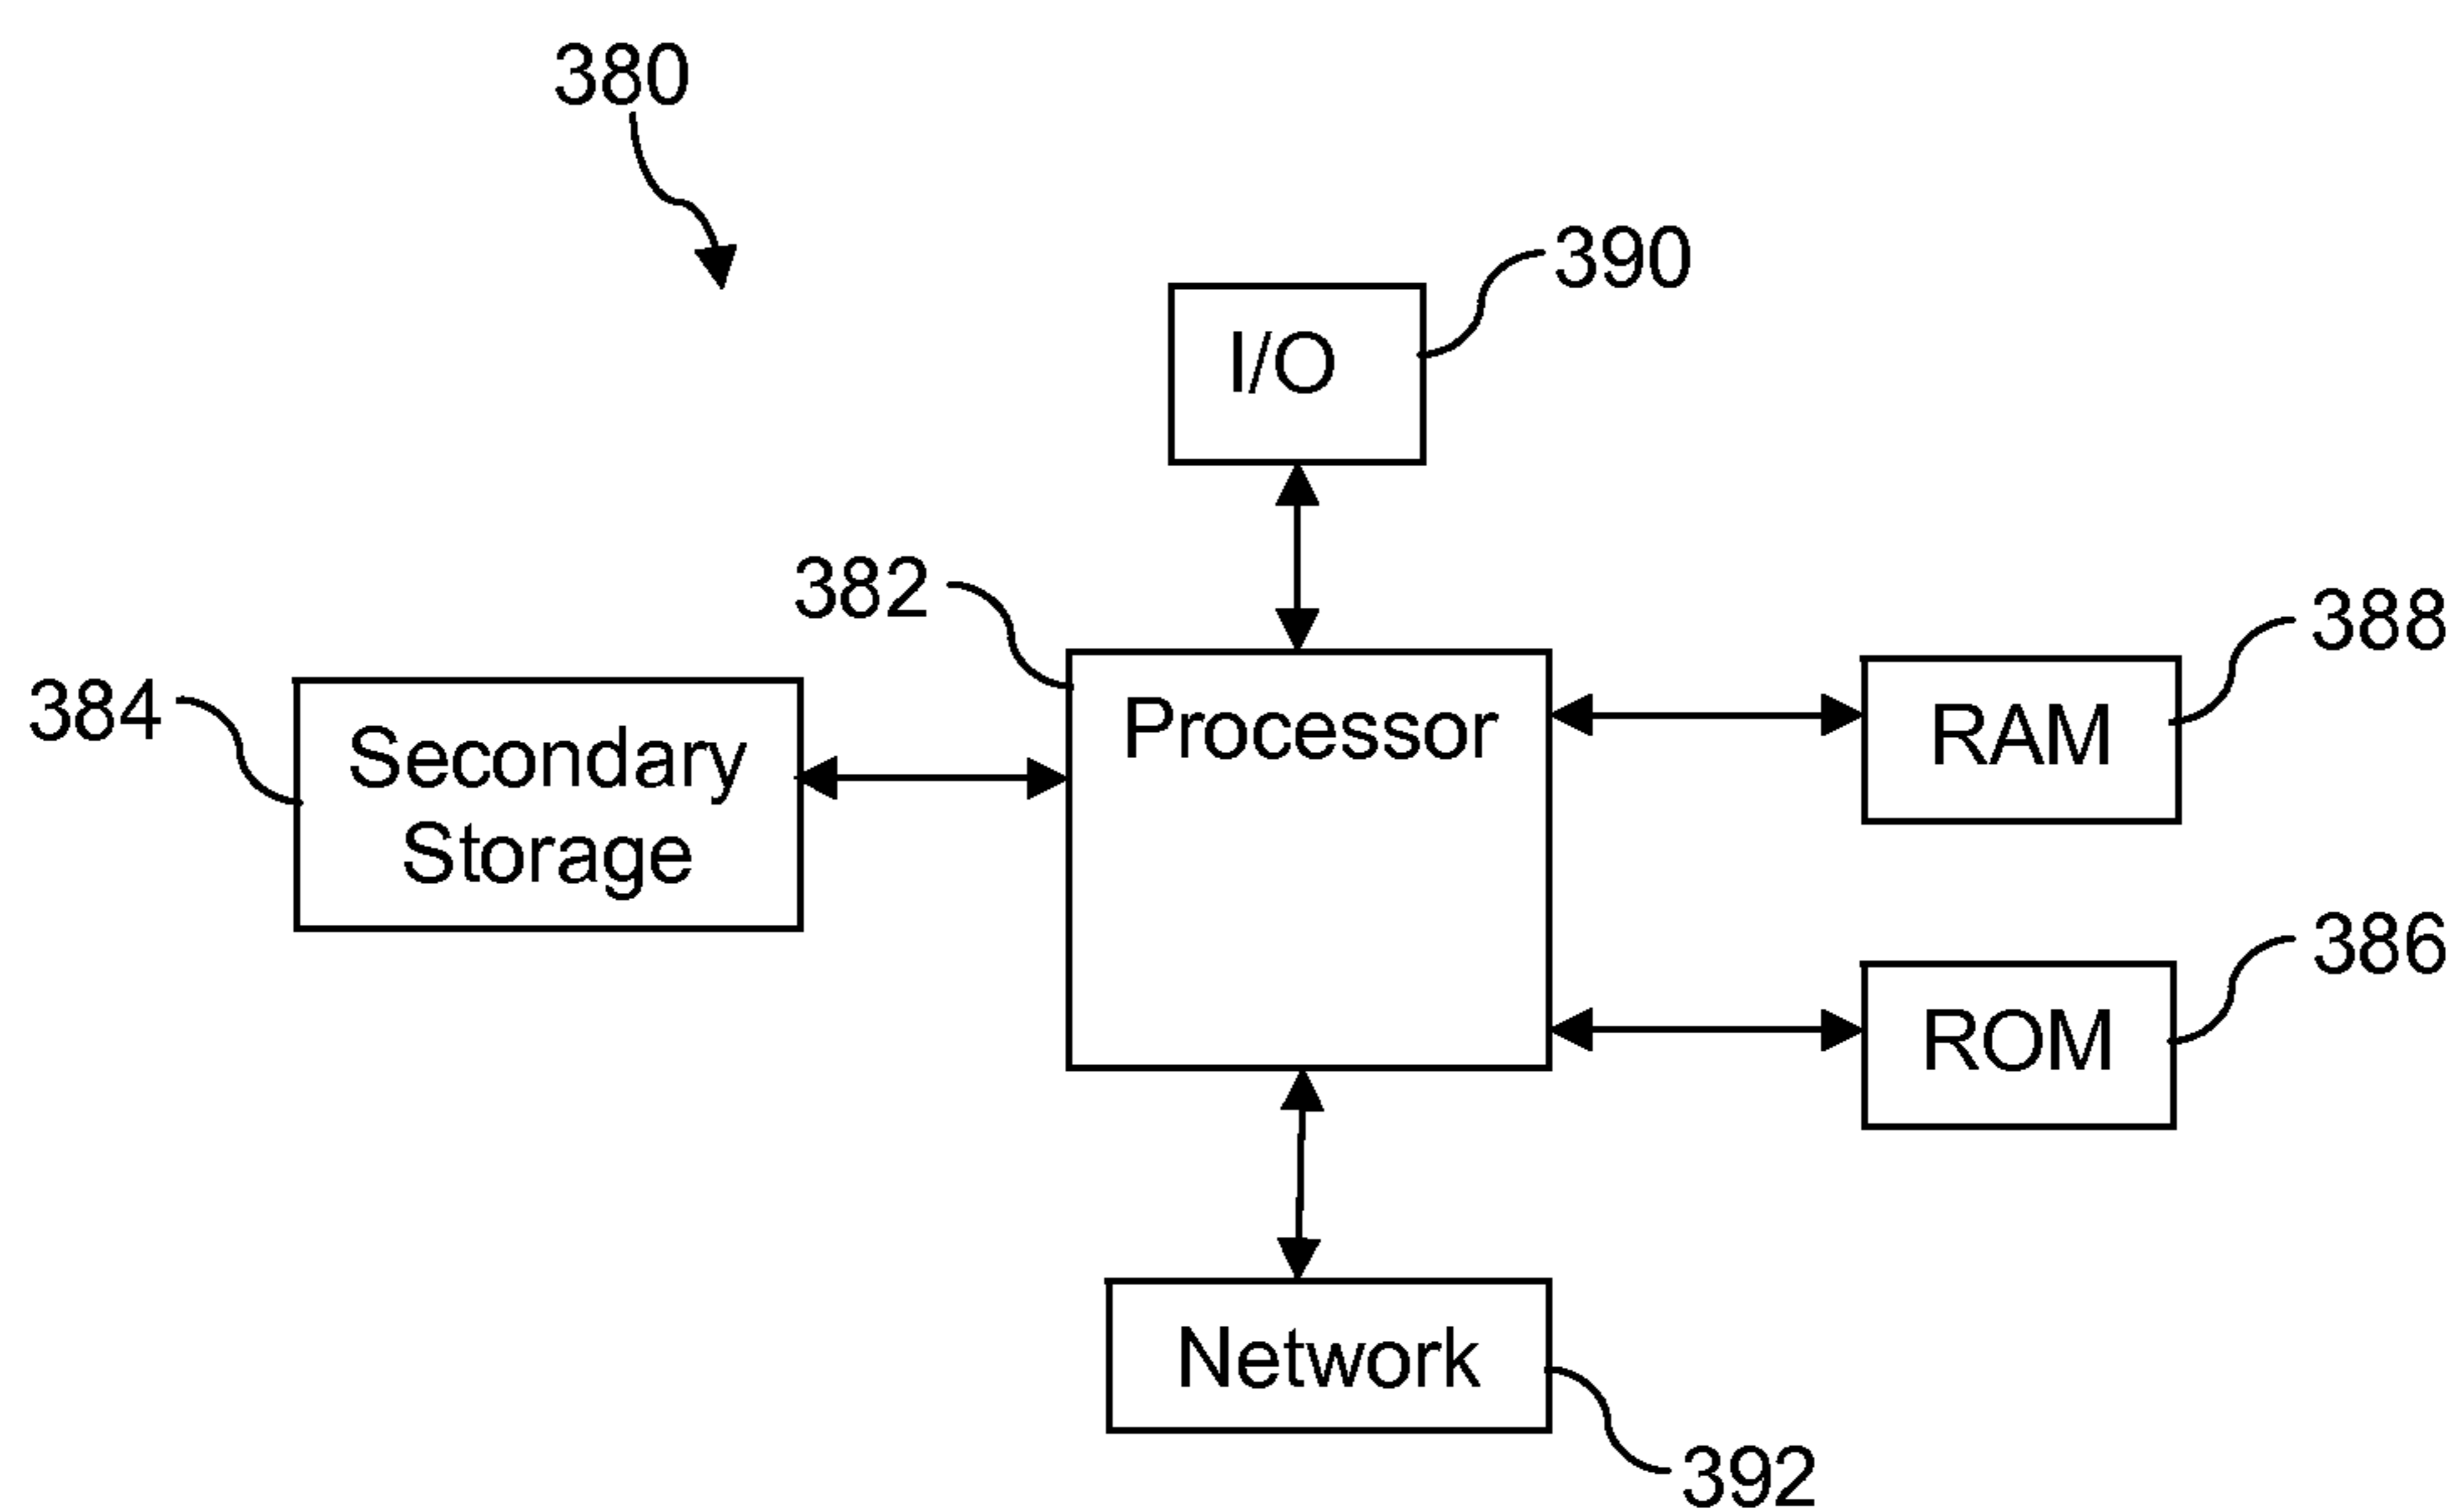 380
390
I/O
382
388
384
Processor
RAM
Secondary
Storage
386
ROM
Network
392